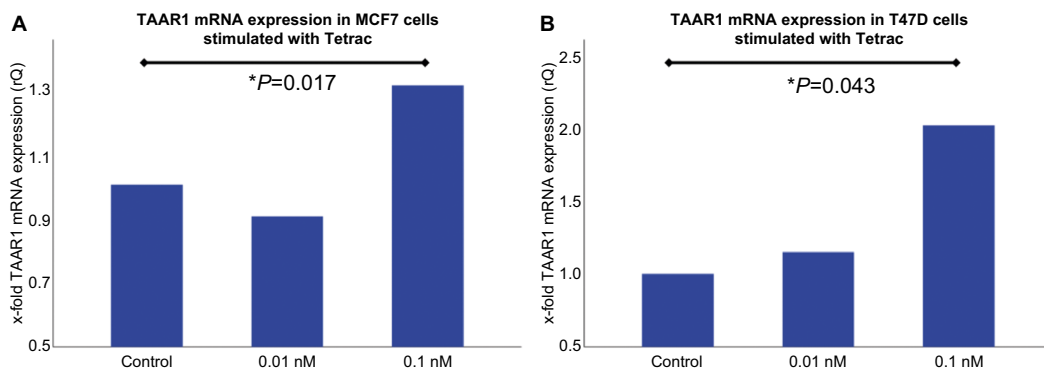 A
TAAR1 mRNA expression in MCF7 cells
stimulated with Tetrac
x-fold TAAR1 mRNA expression (rQ)
1.3
1.1
0.9
0.7
0.5
*P=0.017
Control
0.01 nM
0.1 nM
B
TAAR1 mRNA expression in T47D cells
stimulated with Tetrac
x-fold TAAR1 mRNA expression (rQ)
2.5
2.0
1.5
1.0
0.5
*P=0.043
Control
0.01 nM
0.1 nM